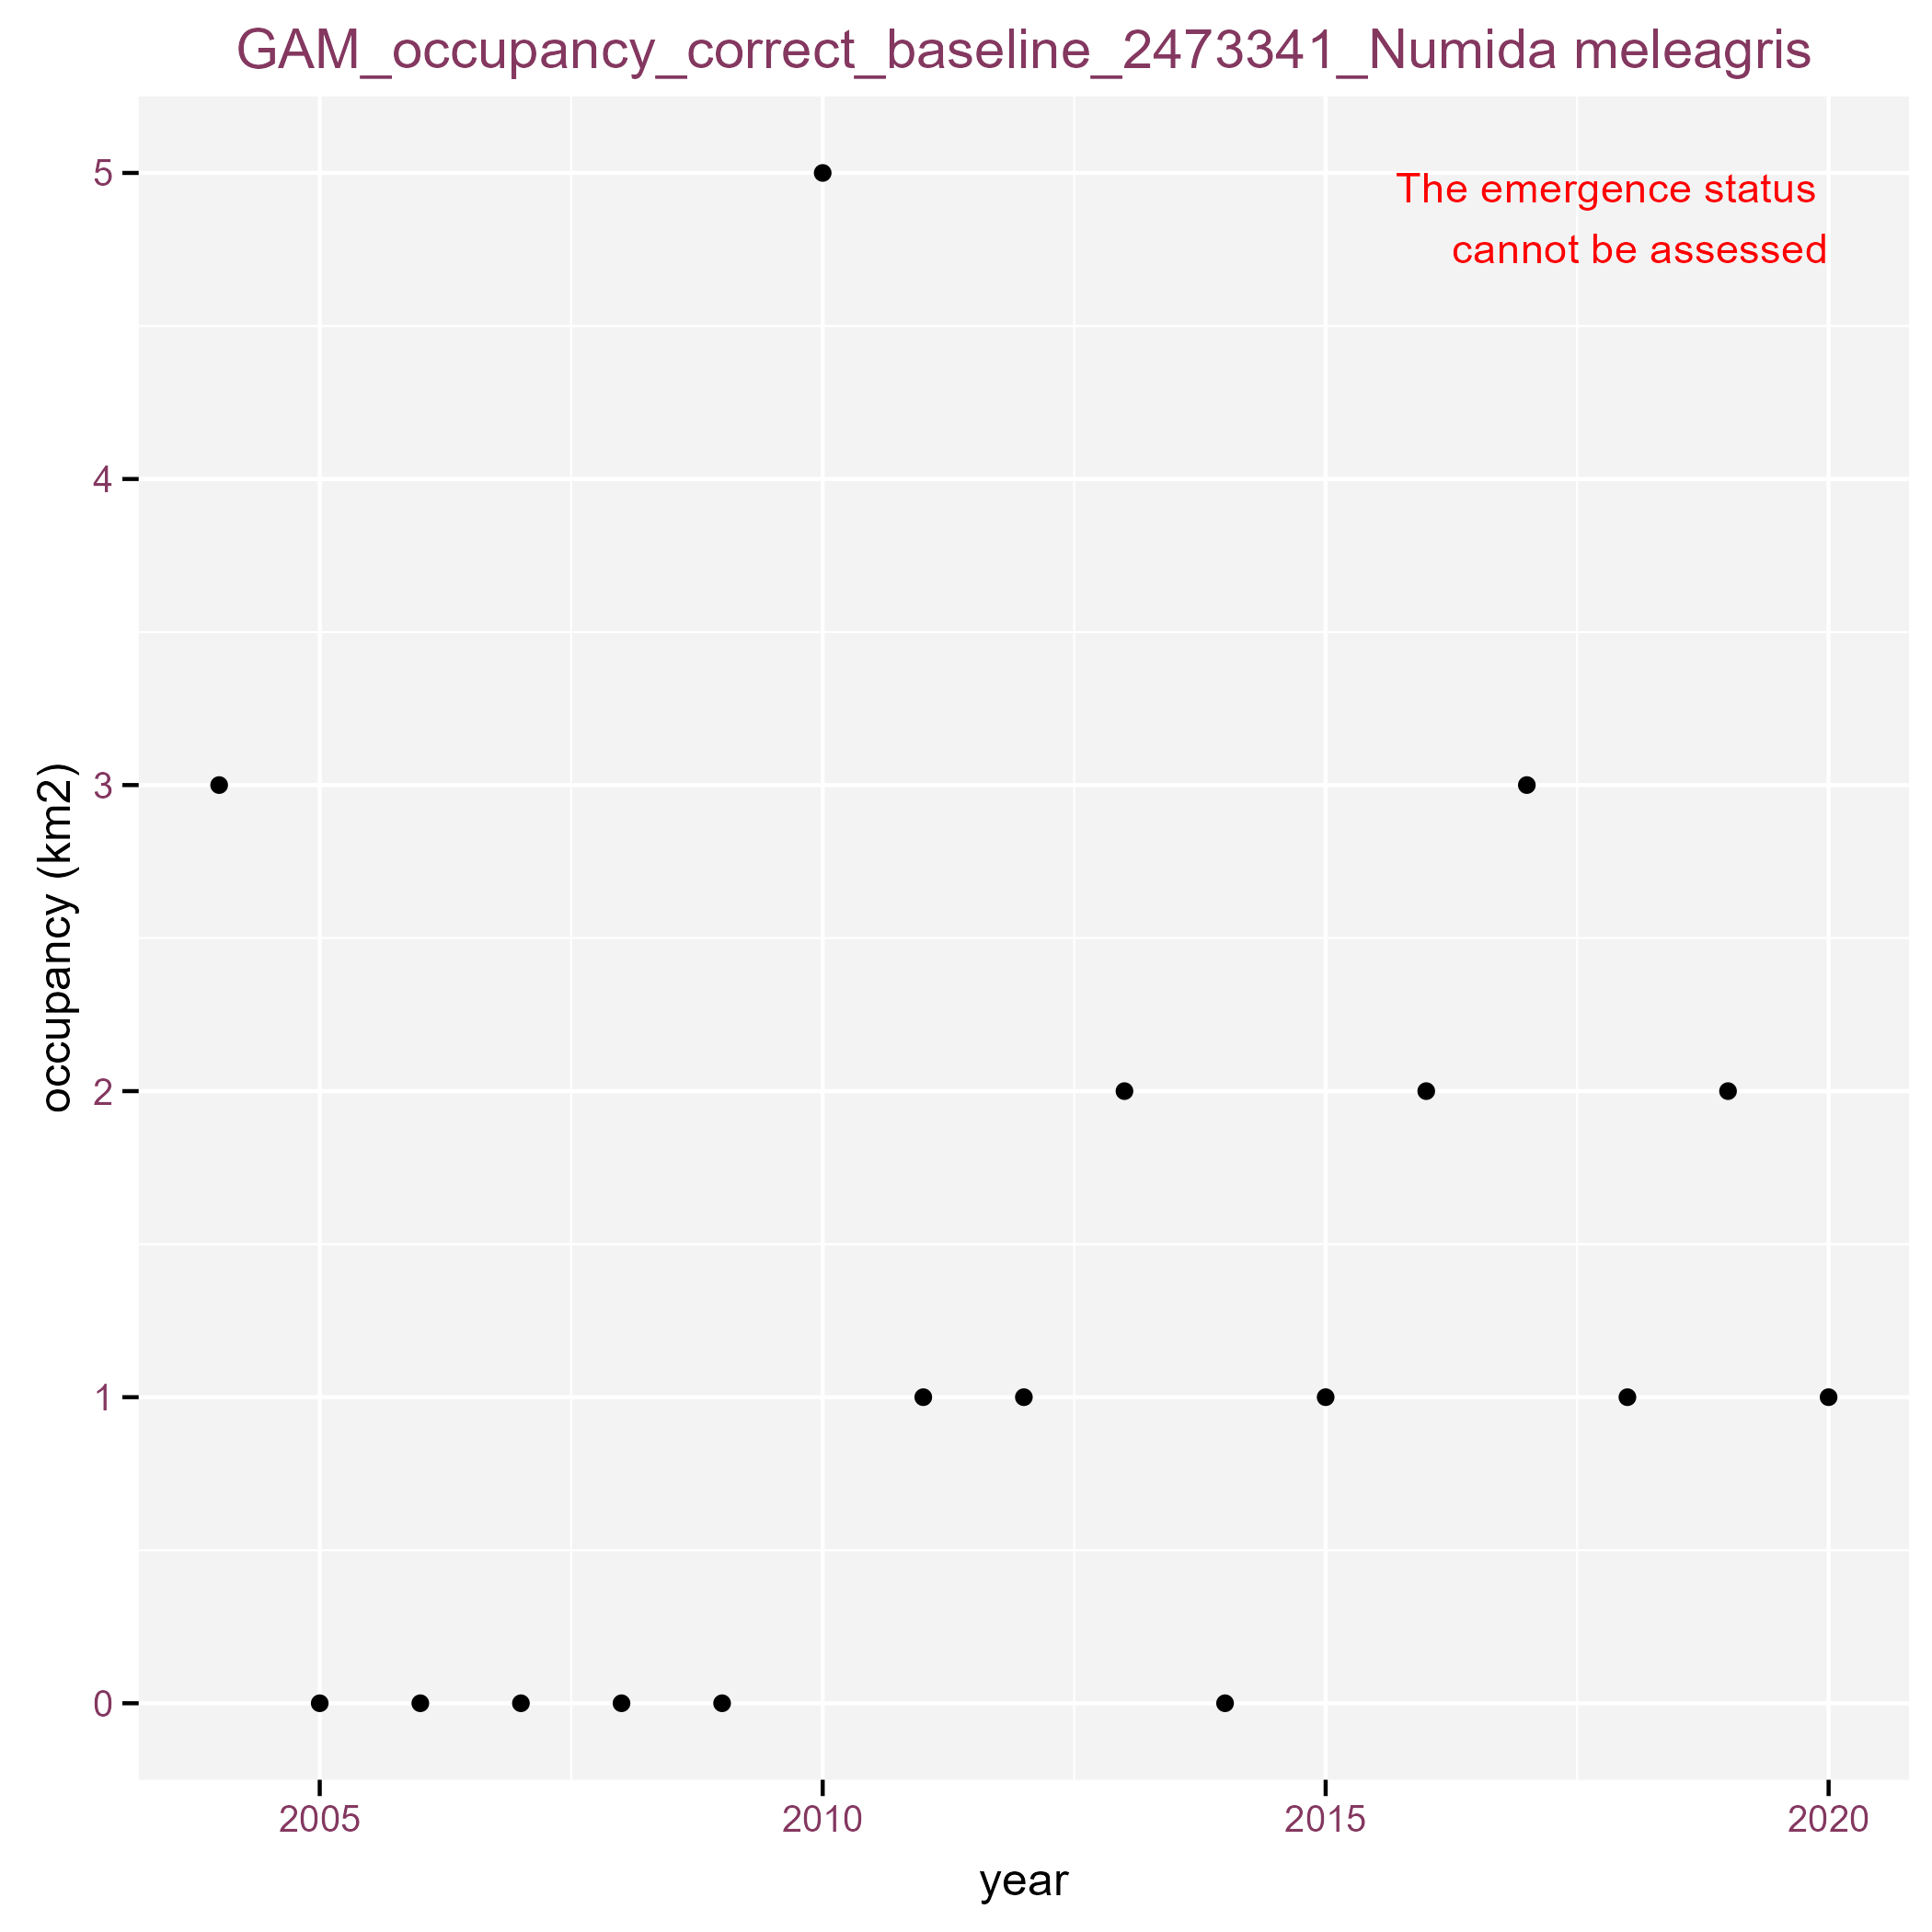 GAM_occupancy_correct_baseline_2473341_Numida meleagris
The emergence status
cannot be assessed
5
4
3
2
1
0
occupancy (km2)
2005 2010 2015 2020
year